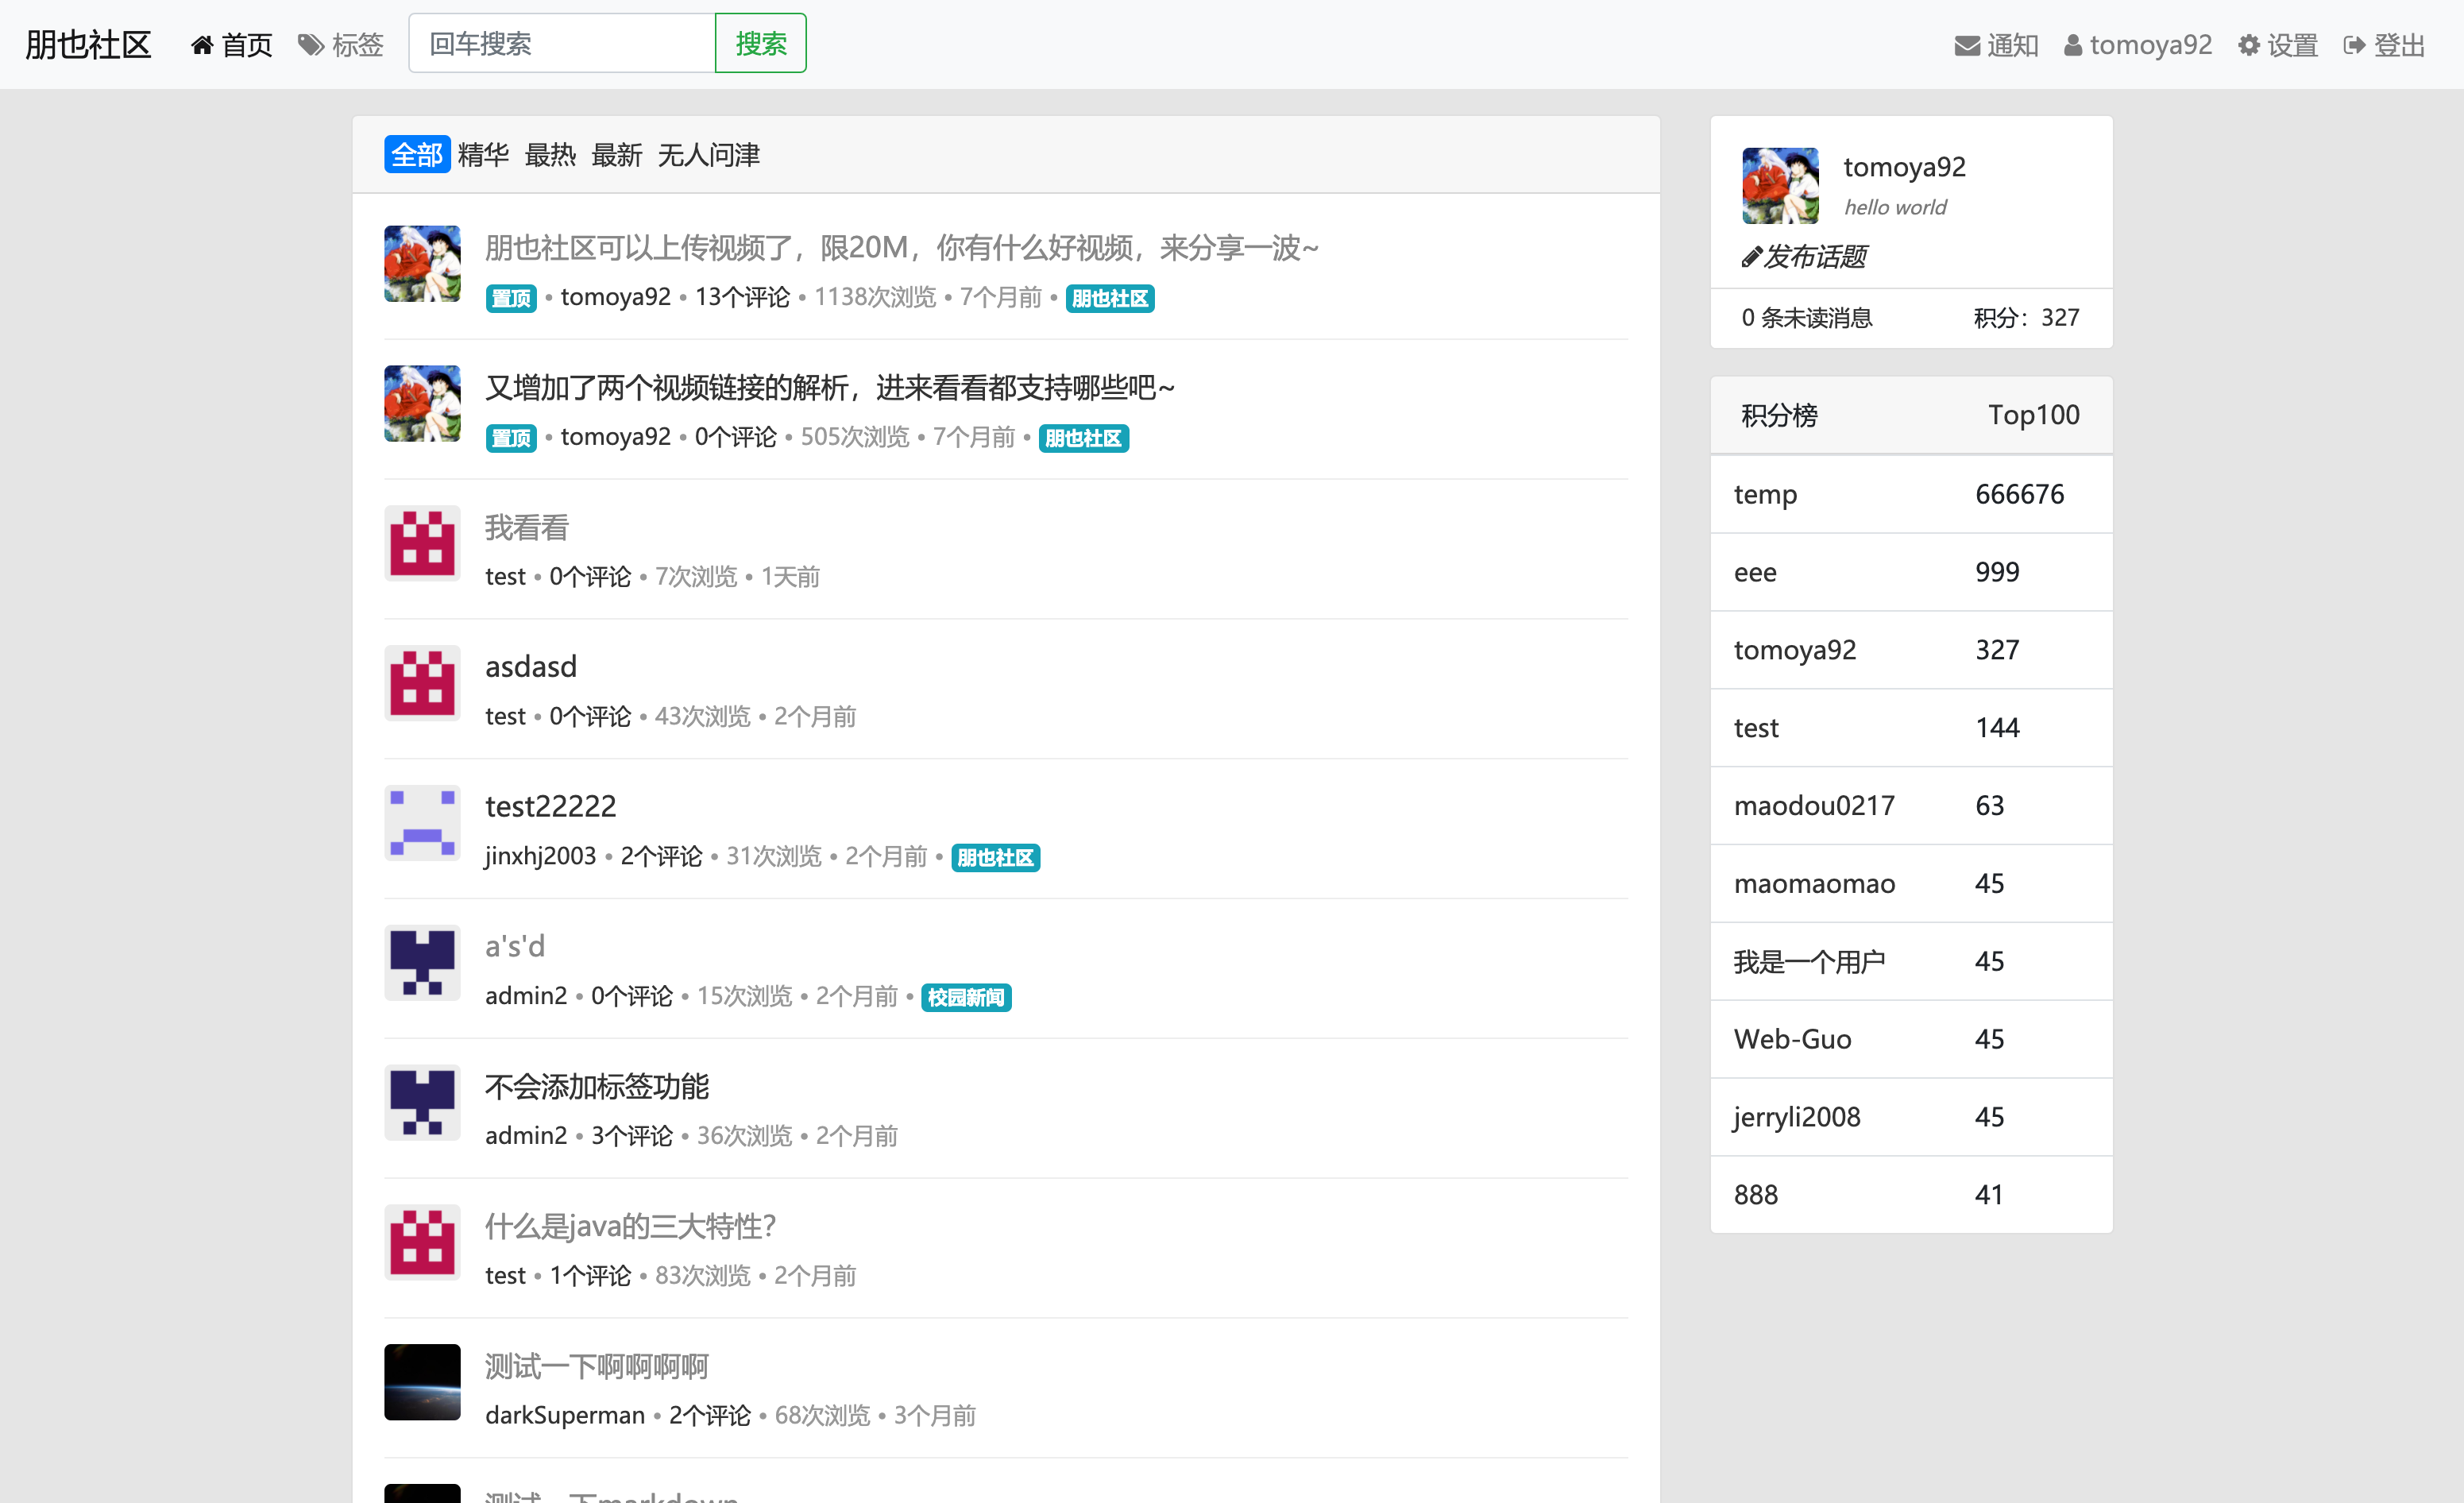 朋也社区 首页 标签 回车搜索 搜索 通知 tomoya92 设置 登出
全部 精华 最热 最新 无人问津
朋也社区可以上传视频了，限20M，你有什么好视频，来分享一波~
置顶 • tomoya92 • 13个评论 • 1138次浏览 • 7个月前 • 朋也社区
又增加了两个视频链接的解析，进来看看都支持哪些吧~
置顶 • tomoya92 • 0个评论 • 505次浏览 • 7个月前 • 朋也社区
我看看
test • 0个评论 • 7次浏览 • 1天前
asdasd
test • 0个评论 • 43次浏览 • 2个月前
test22222
jinxhj2003 • 2个评论 • 31次浏览 • 2个月前 • 朋也社区
a's'd
admin2 • 0个评论 • 15次浏览 • 2个月前 • 校园新闻
不会添加标签功能
admin2 • 3个评论 • 36次浏览 • 2个月前
什么是java的三大特性?
test • 1个评论 • 83次浏览 • 2个月前
测试一下啊啊啊啊
darkSuperman • 2个评论 • 68次浏览 • 3个月前
测试一下markdown
tomoya92
hello world
发布话题
0 条未读消息 积分：327
积分榜 Top100
temp 666676
eee 999
tomoya92 327
test 144
maodou0217 63
maomaomao 45
我是一个用户 45
Web-Guo 45
jerryli2008 45
888 41